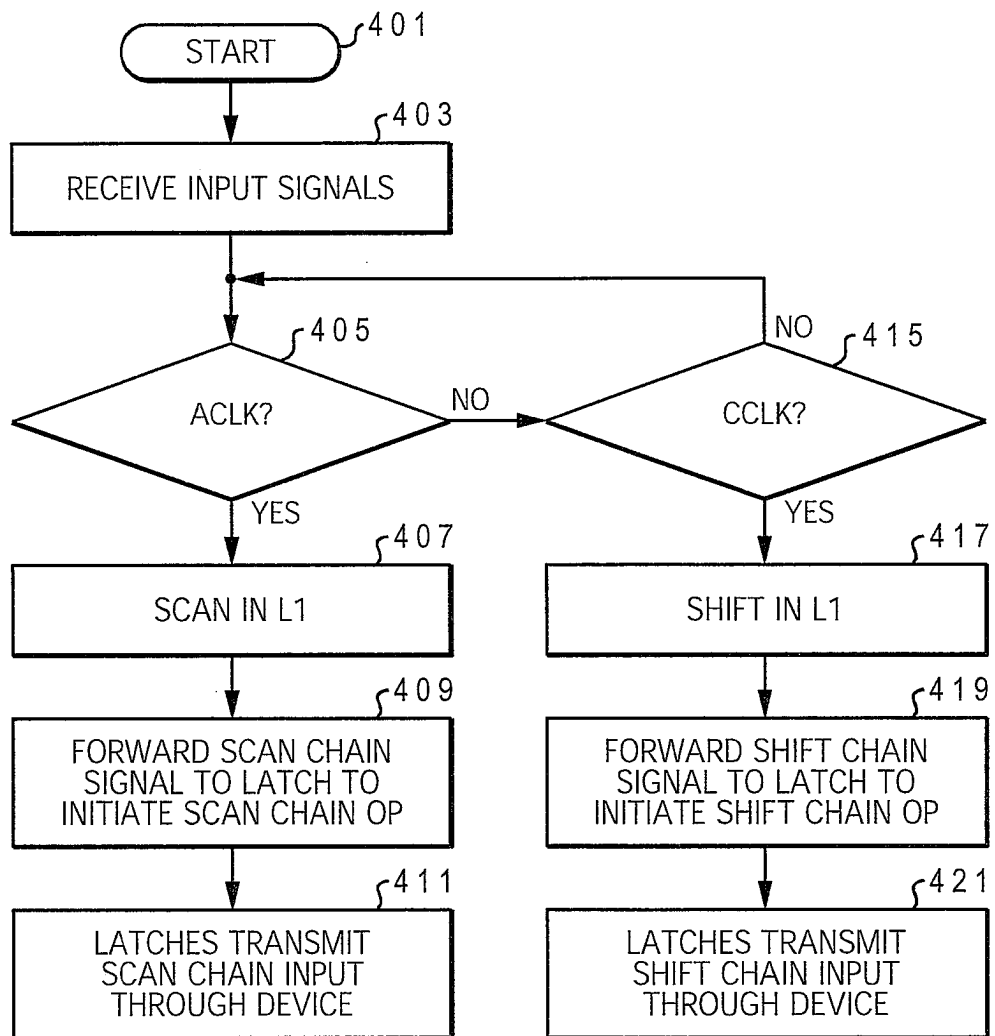 START
401
403
RECEIVE INPUT SIGNALS
405
ACLK?
NO
YES
415
CCLK?
NO
YES
407
SCAN IN L1
417
SHIFT IN L1
409
FORWARD SCAN CHAIN
SIGNAL TO LATCH TO
INITIATE SCAN CHAIN OP
419
FORWARD SHIFT CHAIN
SIGNAL TO LATCH TO
INITIATE SHIFT CHAIN OP
411
LATCHES TRANSMIT
SCAN CHAIN INPUT
THROUGH DEVICE
421
LATCHES TRANSMIT
SHIFT CHAIN INPUT
THROUGH DEVICE